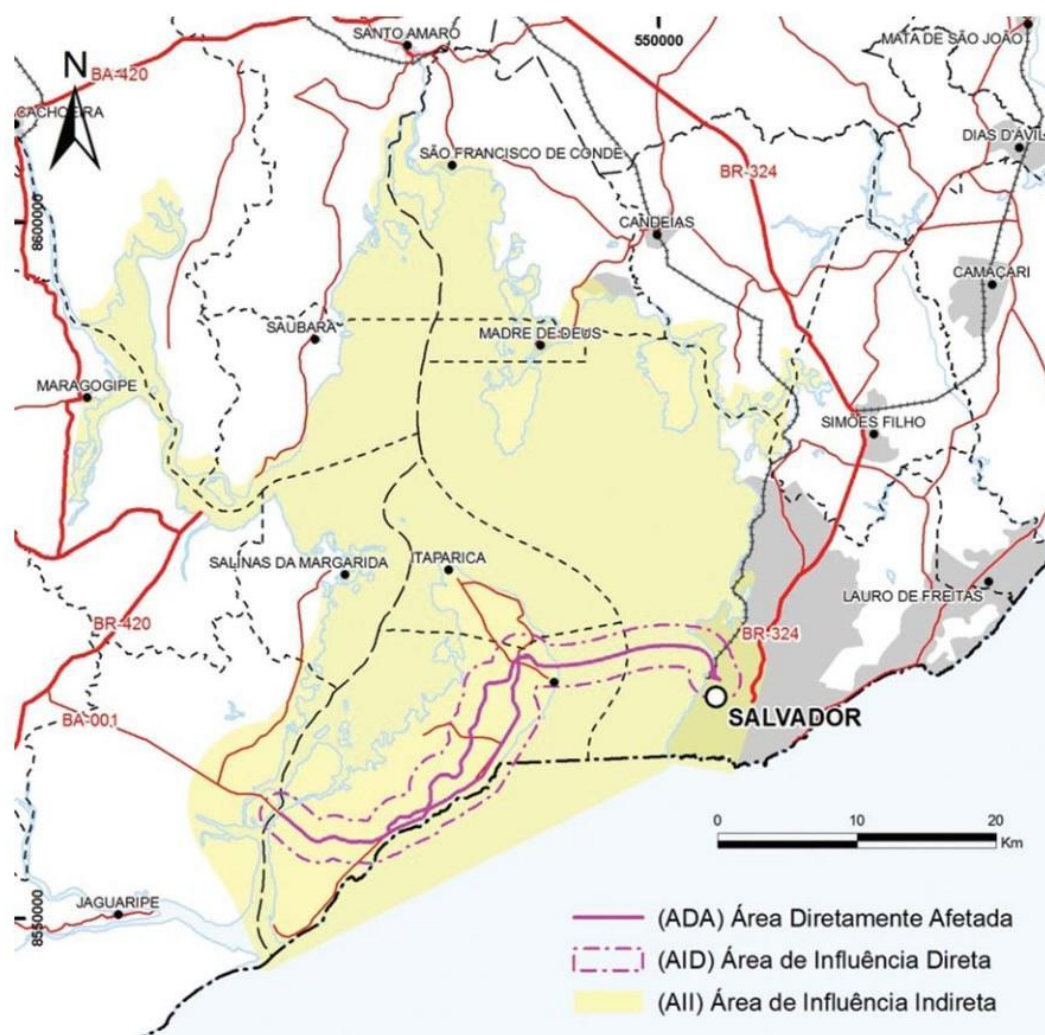 SANTO AMARO
550000
MATA DE SÃO JOÃO
N
BA-420
CACHOEIRA
DIAS D'ÁVIL
SÃO FRANCISCO DE CONDE
BR-324
CANDEIAS
8600000
CAMAÇARI
SAUBARA
MADRE DE DEUS
MARAGOGIPE
SIMÕES FILHO
SALINAS DA MARGARIDA
ITAPARICA
LAURO DE FREITAS
BR-420
BR-324
SALVADOR
BA-001
0 10 20
Km
JAGUARIPE
8550000
(ADA) Área Diretamente Afetada
(AID) Área de Influência Direta
(AII) Área de Influência Indireta